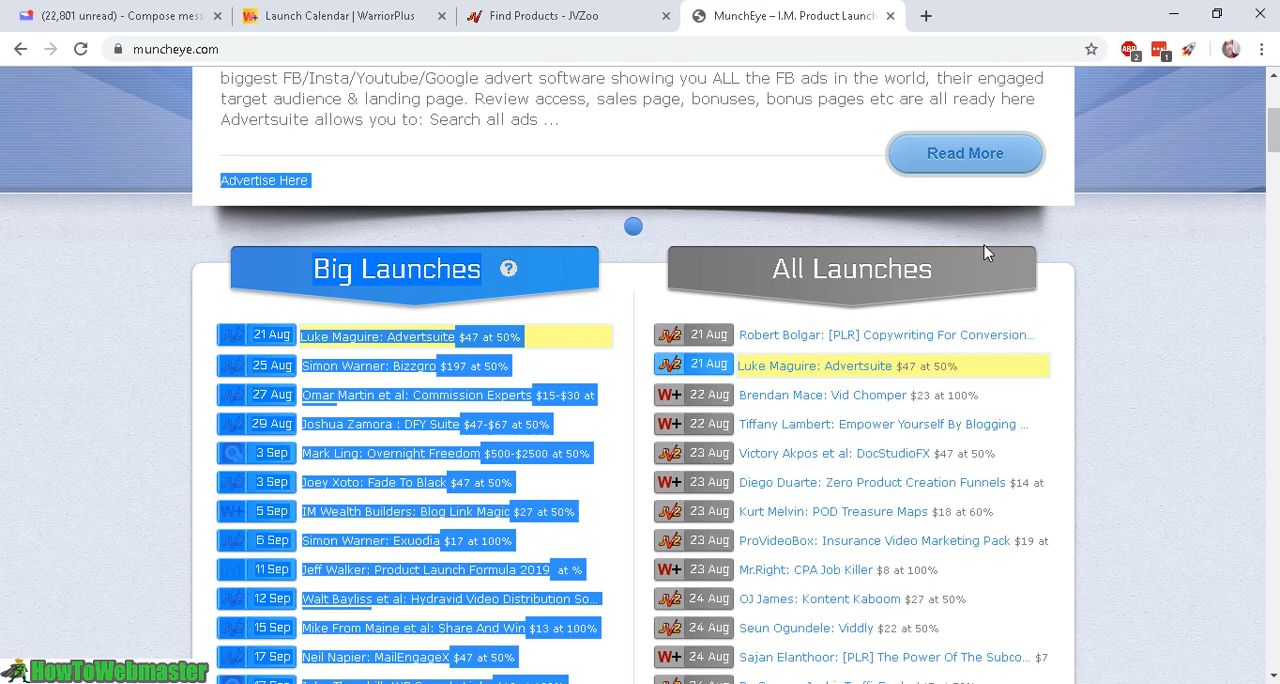 (22,801 unread) - Compose mess
Launch Calendar | WarriorPlus
Find Products - JVZoo
Muncheye – I.M. Product Launch
muncheye.com
biggest FB/Insta/Youtube/Google advert software showing you ALL the FB ads in the world, their engaged
target audience & landing page. Review access, sales page, bonuses, bonus pages etc are all ready here
Advertsuite allows you to: Search all ads ...
Read More
Advertise Here
Big Launches ?
21 Aug Luke Maguire: Advertsuite $47 at 50%
25 Aug Simon Warner: Bizzgro $197 at 50%
27 Aug Omar Martin et al: Commission Experts $15-$30 at
29 Aug Joshua Zamora : DFY Suite $47-$67 at 50%
3 Sep Mark Ling: Overnight Freedom $500-$2500 at 50%
3 Sep Joey Xoto: Fade To Black $47 at 50%
W+ 5 Sep IM Wealth Builders: Blog Link Magic $27 at 50%
6 Sep Simon Warner: Exuodia $17 at 100%
11 Sep Jeff Walker: Product Launch Formula 2019 at %
12 Sep Walt Bayliss et al: Hydravid Video Distribution So...
15 Sep Mike From Maine et al: Share And Win $13 at 100%
17 Sep Neil Napier: MailEngageX $47 at 50%
All Launches
JVZ 21 Aug Robert Bolgar: [PLR] Copywriting For Conversion...
JVZ 21 Aug Luke Maguire: Advertsuite $47 at 50%
W+ 22 Aug Brendan Mace: Vid Chomper $23 at 100%
W+ 22 Aug Empower Yourself By Blogging ...
JVZ 23 Aug Victory Akpos et al: DocStudioFX $47 at 50%
W+ 23 Aug Diego Duarte: Zero Product Creation Funnels $14 at
JVZ 23 Aug Kurt Melvin: POD Treasure Maps $18 at 60%
JVZ 23 Aug ProVideoBox: Insurance Video Marketing Pack $19 at
W+ 23 Aug Mr.Right: CPA Job Killer $8 at 100%
JVZ 24 Aug OJ James: Kontent Kaboom $27 at 50%
JVZ 24 Aug Seun Ogundele: Viddly $22 at 50%
W+ 24 Aug [PLR] The Power Of The Subco... $7
HowToWebmaster